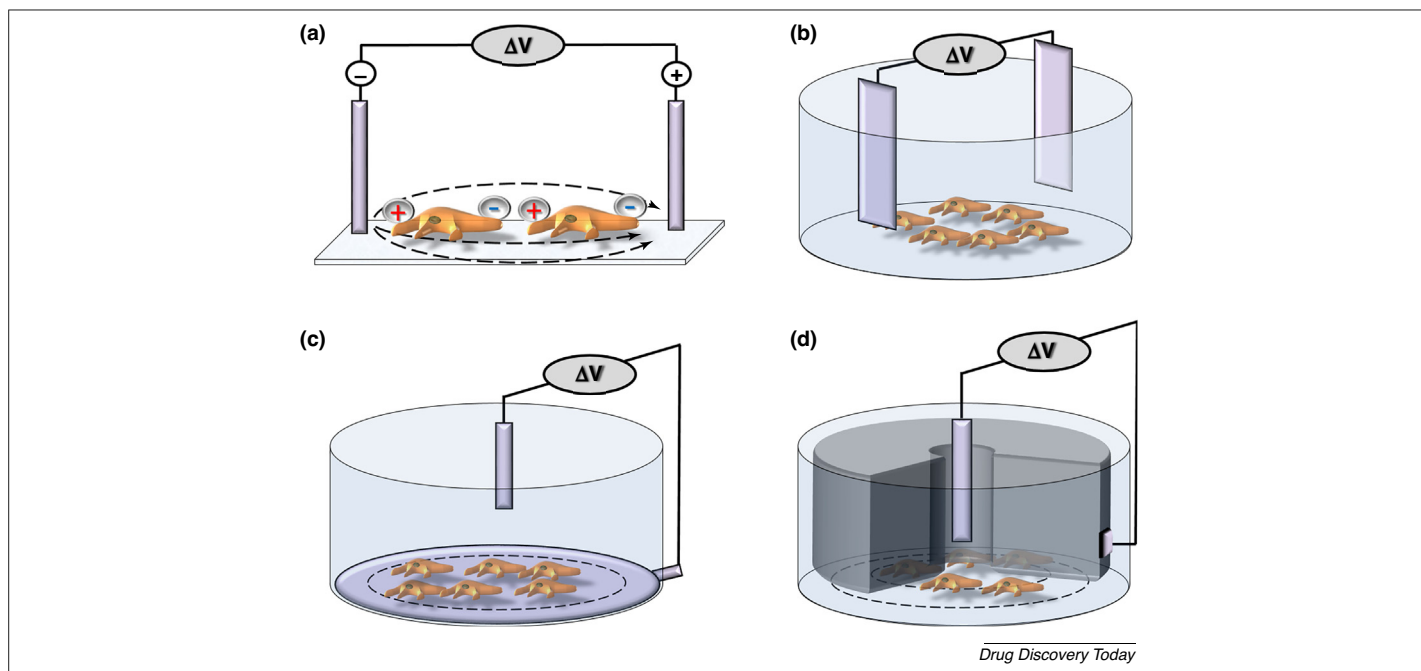 (a)
ΔV
−
+
+
-
+
-
(b)
ΔV
(c)
ΔV
(d)
ΔV
Drug Discovery Today